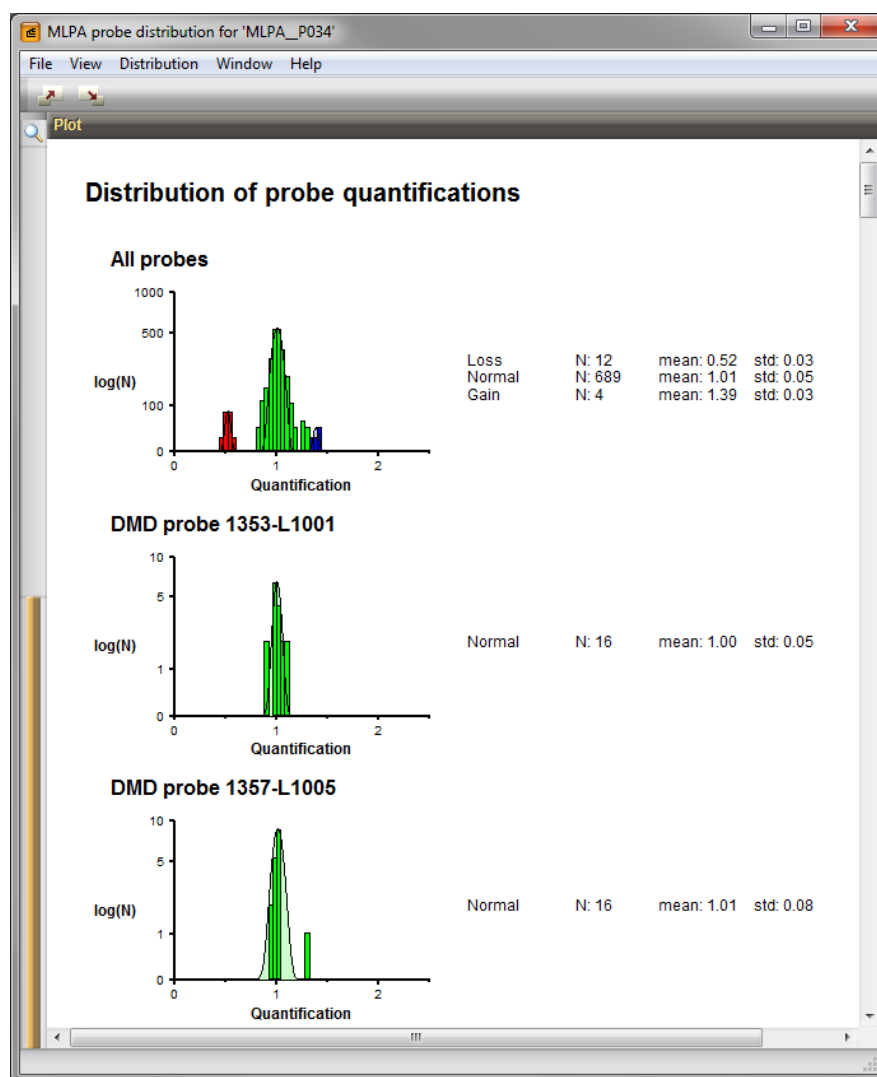 MLPA probe distribution for 'MLPA__P034'
File View Distribution Window Help
Plot
Distribution of probe quantifications
All probes
1000
500
log(N)
100
0
0 1 2
Quantification
Loss N: 12 mean: 0.52 std: 0.03
Normal N: 689 mean: 1.01 std: 0.05
Gain N: 4 mean: 1.39 std: 0.03
DMD probe 1353-L1001
10
5
log(N)
1
0
0 1 2
Quantification
Normal N: 16 mean: 1.00 std: 0.05
DMD probe 1357-L1005
10
5
log(N)
1
0
0 1 2
Quantification
Normal N: 16 mean: 1.01 std: 0.08